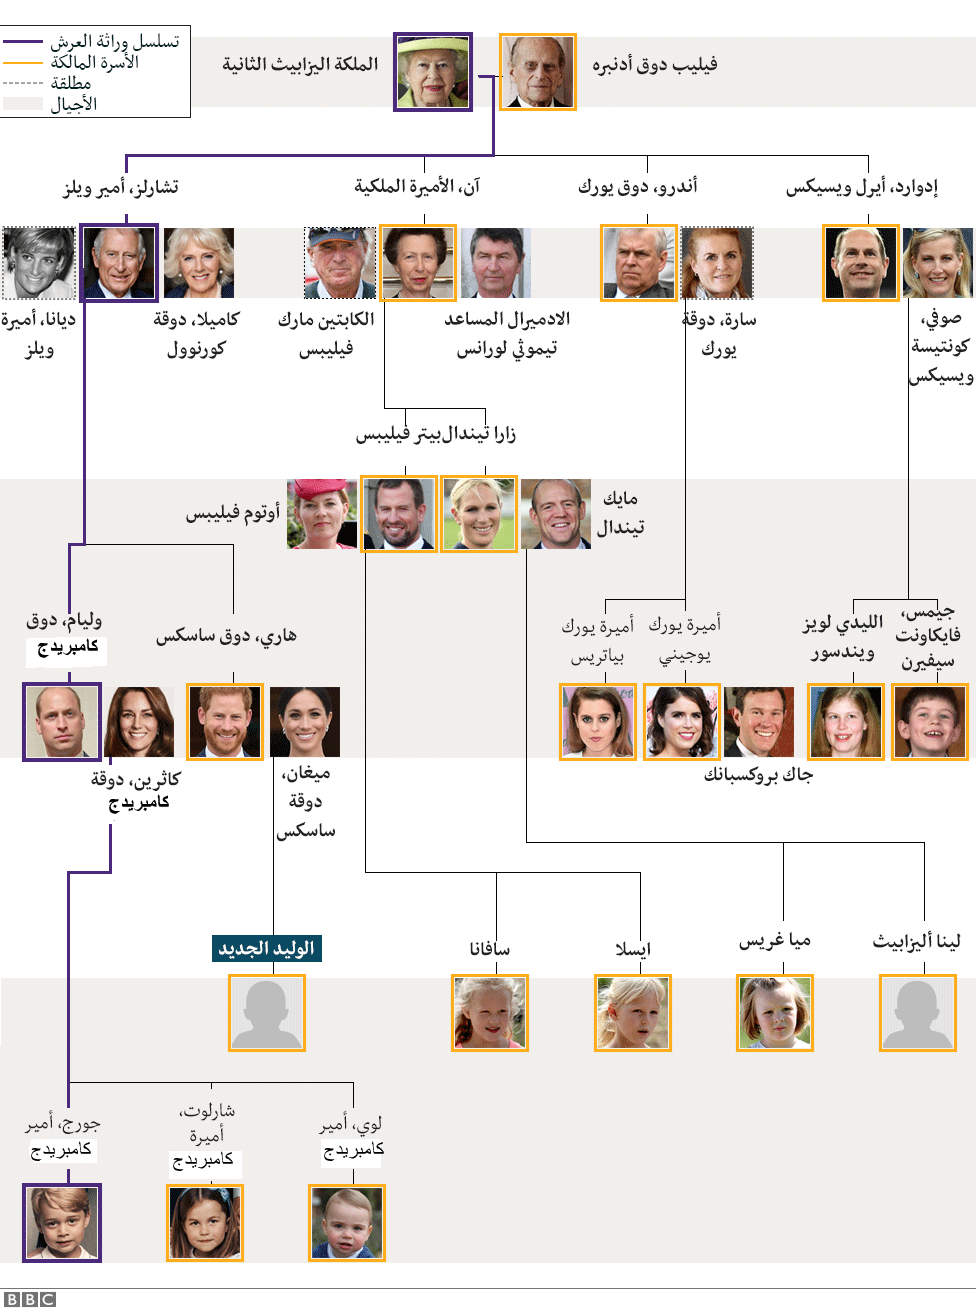 تسلسل وراثة العرش
الأسرة المالكة
مطلقة
الأجيال
فيليب دوق أدنبره
الملكة اليزابيث الثانية
إدوارد، أيرل ويسيكس
أندرو، دوق يورك
آن، الأميرة الملكية
تشارلز، أمير ويلز
صوفي،
كونتيسة
ويسيكس
سارة، دوقة
يورك
الادميرال المساعد
تيموثي لورانس
الكابتين مارك
فيليبس
كاميلا، دوقة
كورنوول
ديانا، أميرة
ويلز
زارا تيندال
بيتر فيليبس
مايك
تيندال
أوتوم فيليبس
جيمس،
فايكاونت
سيفيرن
الليدي لويز
ويندسور
أميرة يورك
يوجيني
أميرة يورك
بياتريس
هاري، دوق ساسكس
وليام، دوق
كامبريدج
جاك بروكسبانك
ميغان،
دوقة
ساسكس
كاثرين، دوقة
كامبريدج
لينا أليزابيث
ميا غريس
ايسلا
سافانا
الوليد الجديد
لوي، أمير
كامبريدج
شارلوت،
أميرة
كامبريدج
جورج، أمير
كامبريدج
BBC